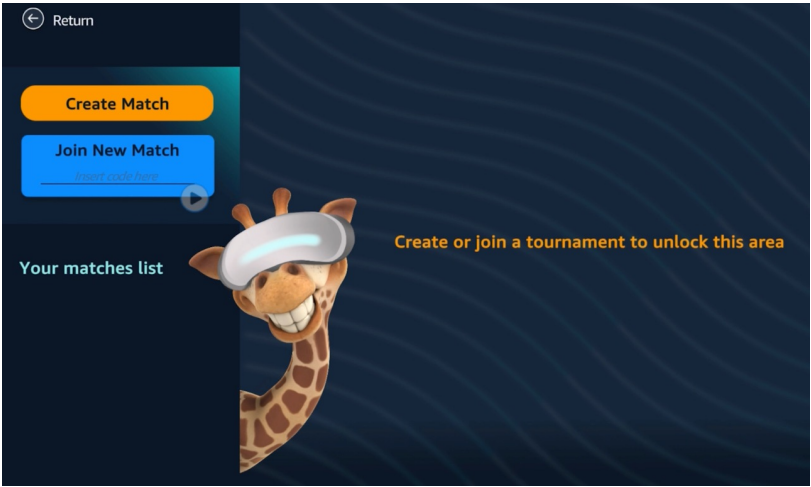 Return
Create Match
Join New Match
Insert code here
Your matches list
Create or join a tournament to unlock this area